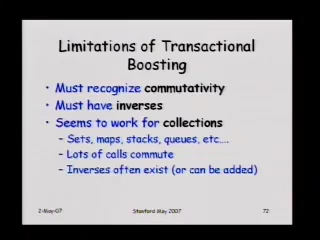 Limitations of Transactional
Boosting
• Must recognize commutativity
• Must have inverses
• Seems to work for collections
– Sets, maps, stacks, queues, etc….
– Lots of calls commute
– Inverses often exist (or can be added)
2-May-07 Stanford May 2007 72